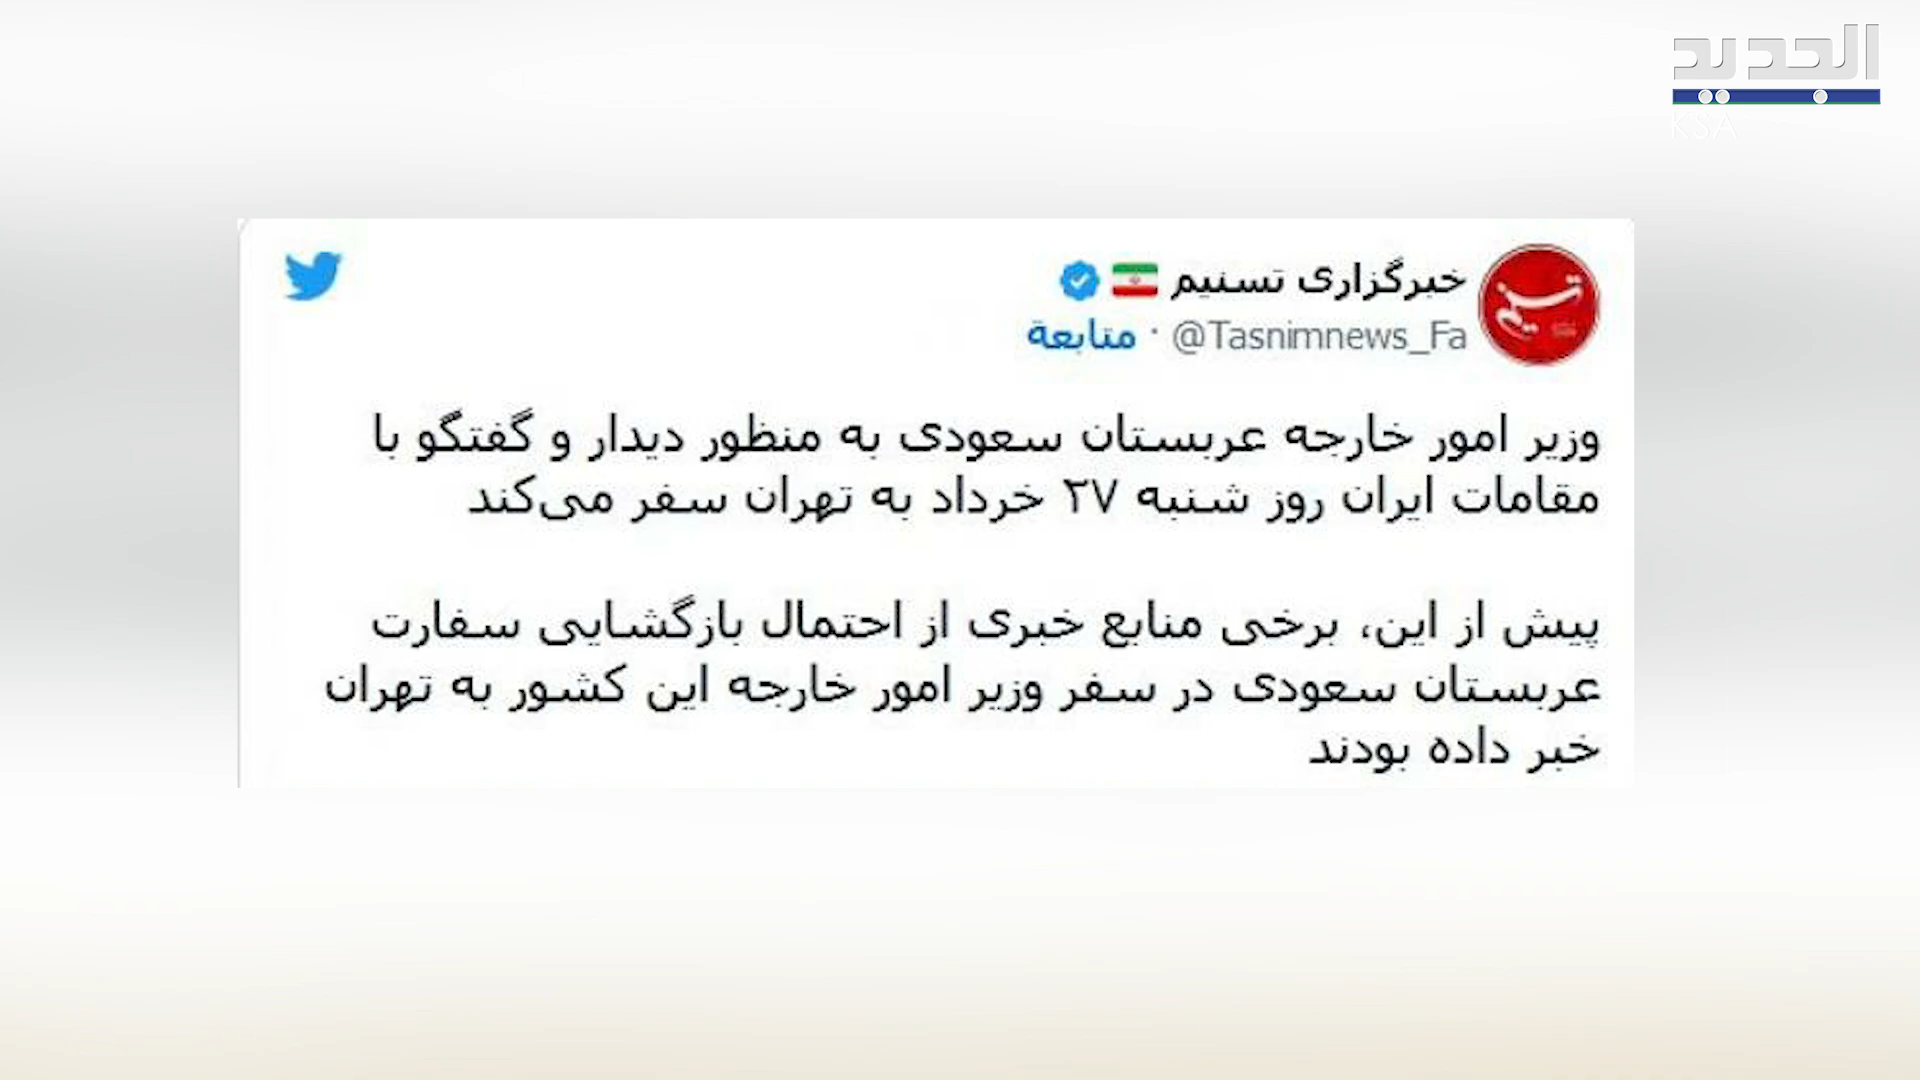 الجديد
KSA
خبرگزاری تسنیم
@Tasnimnews_Fa · متابعة
وزیر امور خارجه عربستان سعودی به منظور دیدار و گفتگو با
مقامات ایران روز شنبه ۲۷ خرداد به تهران سفر می‌کند
پیش از این، برخی منابع خبری از احتمال بازگشایی سفارت
عربستان سعودی در سفر وزیر امور خارجه این کشور به تهران
خبر داده بودند